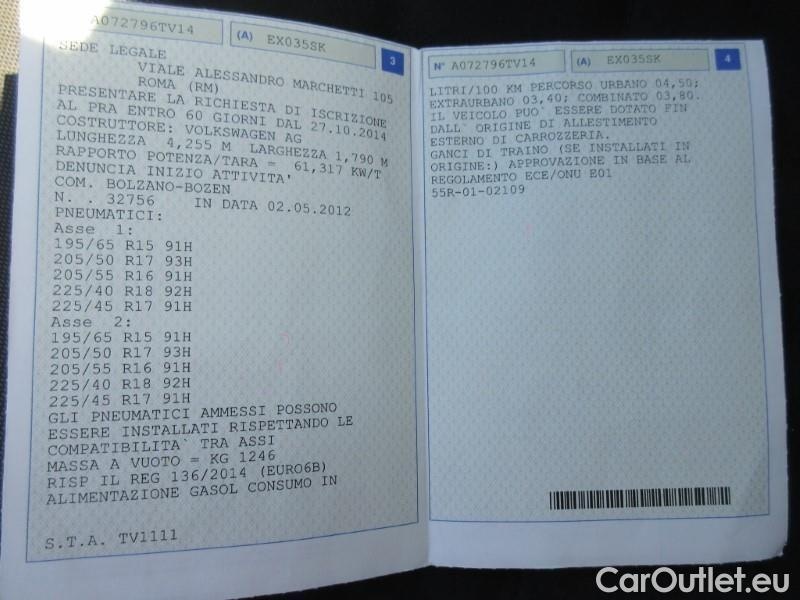 A072796TV14
(A) EX035SK
3
SEDE LEGALE
VIALE ALESSANDRO MARCHETTI 105
ROMA (RM)
PRESENTARE LA RICHIESTA DI ISCRIZIONE
AL PRA ENTRO 60 GIORNI DAL 27.10.2014
COSTRUTTORE: VOLKSWAGEN AG
LUNGHEZZA 4,255 M LARGHEZZA 1,790 M
RAPPORTO POTENZA/TARA = 61,317 KW/T
DENUNCIA INIZIO ATTIVITA'
COM. BOLZANO-BOZEN
N. . 32756 IN DATA 02.05.2012
PNEUMATICI:
Asse 1:
195/65 R15 91H
205/50 R17 93H
205/55 R16 91H
225/40 R18 92H
225/45 R17 91H
Asse 2:
195/65 R15 91H
205/50 R17 93H
205/55 R16 91H
225/40 R18 92H
225/45 R17 91H
GLI PNEUMATICI AMMESSI POSSONO
ESSERE INSTALLATI RISPETTANDO LE
COMPATIBILITA` TRA ASSI
MASSA A VUOTO = KG 1246
RISP IL REG 136/2014 (EURO6B)
ALIMENTAZIONE GASOL CONSUMO IN
S.T.A. TV1111
N° A072796TV14
(A) EX035SK
4
LITRI/100 KM PERCORSO URBANO 04,50;
EXTRAURBANO 03,40; COMBINATO 03,80.
IL VEICOLO PUO` ESSERE DOTATO FIN
DALL` ORIGINE DI ALLESTIMENTO
ESTERNO DI CARROZZERIA.
GANCI DI TRAINO (SE INSTALLATI IN
ORIGINE:) APPROVAZIONE IN BASE AL
REGOLAMENTO ECE/ONU E01
55R-01-02109
CarOutlet.eu